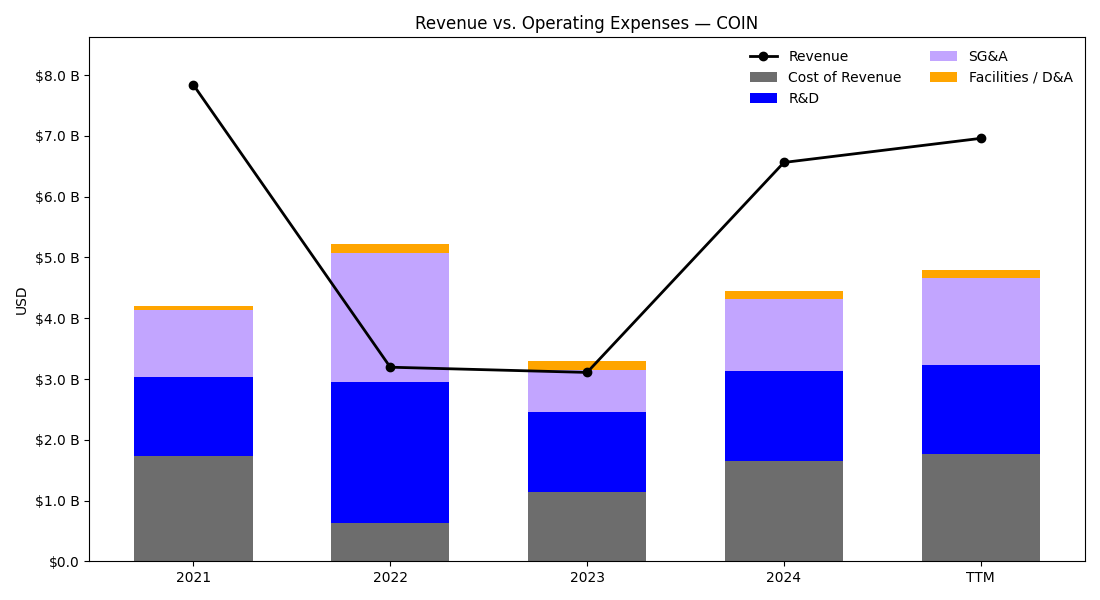 Revenue vs. Operating Expenses — COIN
Revenue
Cost of Revenue
R&D
SG&A
Facilities / D&A
$8.0 B
$7.0 B
$6.0 B
$5.0 B
$4.0 B
$3.0 B
$2.0 B
$1.0 B
$0.0
USD
2021
2022
2023
2024
TTM